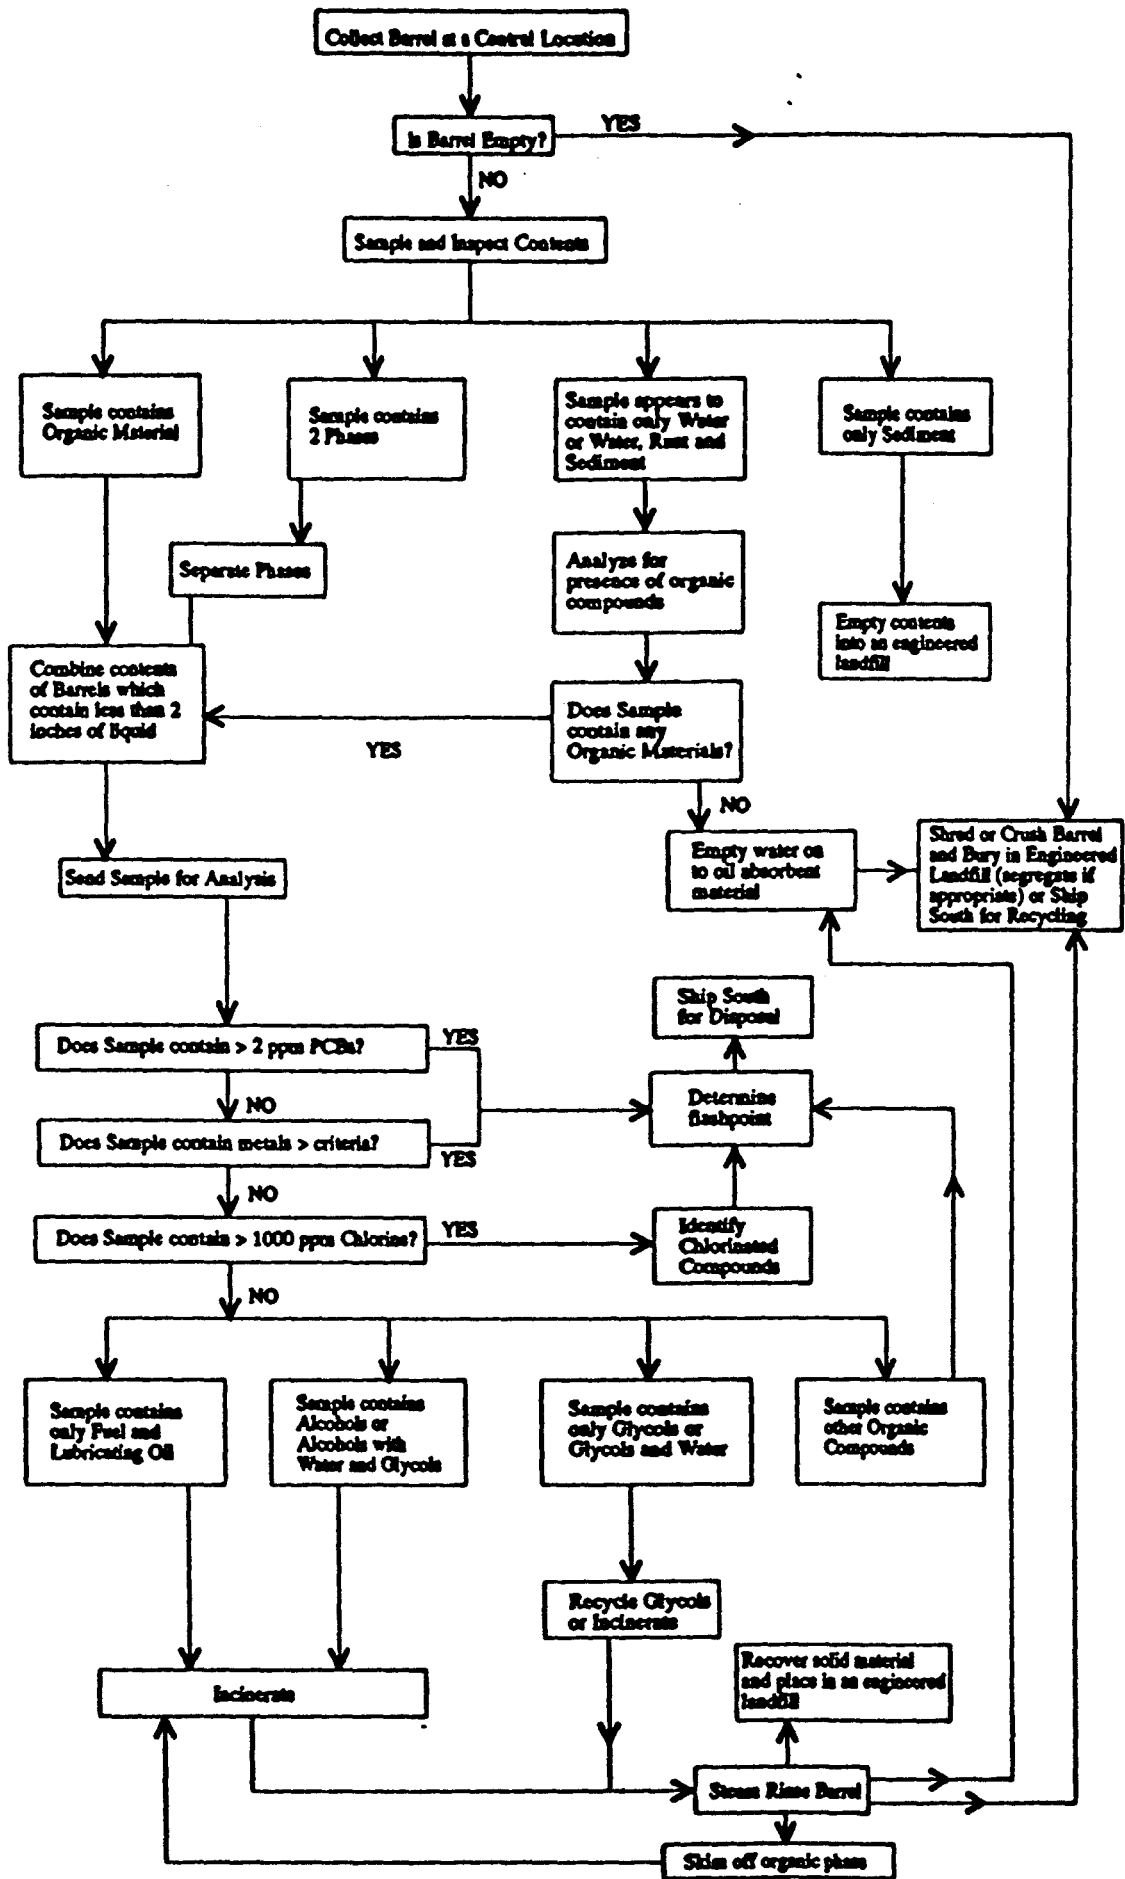 Collect Barrel at a Central Location
Is Barrel Empty?
YES
NO
Sample and Inspect Contents
Sample contains
Organic Material
Sample contains
2 Phases
Sample appears to
contain only Water
or Water, Rust and
Sediment
Sample contains
only Sediment
Separate Phases
Analyze for
presence of organic
compounds
Empty contents
into an engineered
landfill
Combine contents
of Barrels which
contain less than 2
inches of liquid
Does Sample
contain any
Organic Materials?
YES
NO
Empty water on
to oil absorbent
material
Shred or Crush Barrel
and Bury in Engineered
Landfill (segregate if
appropriate) or Ship
South for Recycling
Send Sample for Analysis
Ship South
for Disposal
Does Sample contain > 2 ppm PCBs?
YES
NO
Determine
flashpoint
Does Sample contain metals > criteria?
YES
NO
Does Sample contain > 1000 ppm Chlorine?
YES
Identify
Chlorinated
Compounds
NO
Sample contains
only Fuel and
Lubricating Oil
Sample contains
Alcohols or
Alcohols with
Water and Glycols
Sample contains
only Glycols or
Glycols and Water
Sample contains
other Organic
Compounds
Recycle Glycols
or Incinerate
Incinerate
Recover solid material
and place in an engineered
landfill
Steam Rinse Barrel
Skim off organic phase